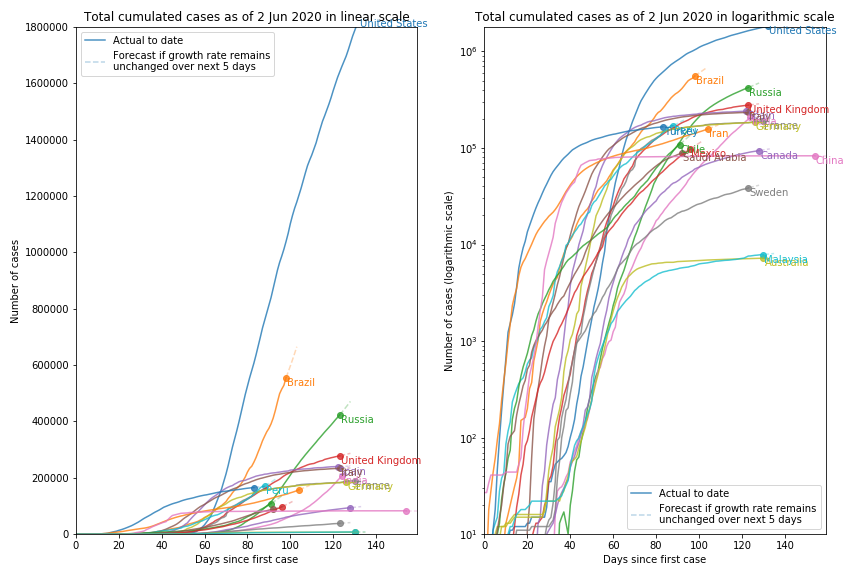 Total cumulated cases as of 2 Jun 2020 in linear scale
Actual to date
Forecast if growth rate remains
unchanged over next 5 days
United States
Brazil
Russia
United Kingdom
Italy
Germany
France
Peru
Number of cases
1800000
1600000
1400000
1200000
1000000
800000
600000
400000
200000
0
0 20 40 60 80 100 120 140
Days since first case
Total cumulated cases as of 2 Jun 2020 in logarithmic scale
United States
Brazil
Russia
United Kingdom
Germany
France
Turkey
Iran
Mexico
Saudi Arabia
Canada
China
Sweden
Malaysia
Australia
Actual to date
Forecast if growth rate remains
unchanged over next 5 days
Number of cases (logarithmic scale)
10⁶
10⁵
10⁴
10³
10²
10¹
0 20 40 60 80 100 120 140
Days since first case